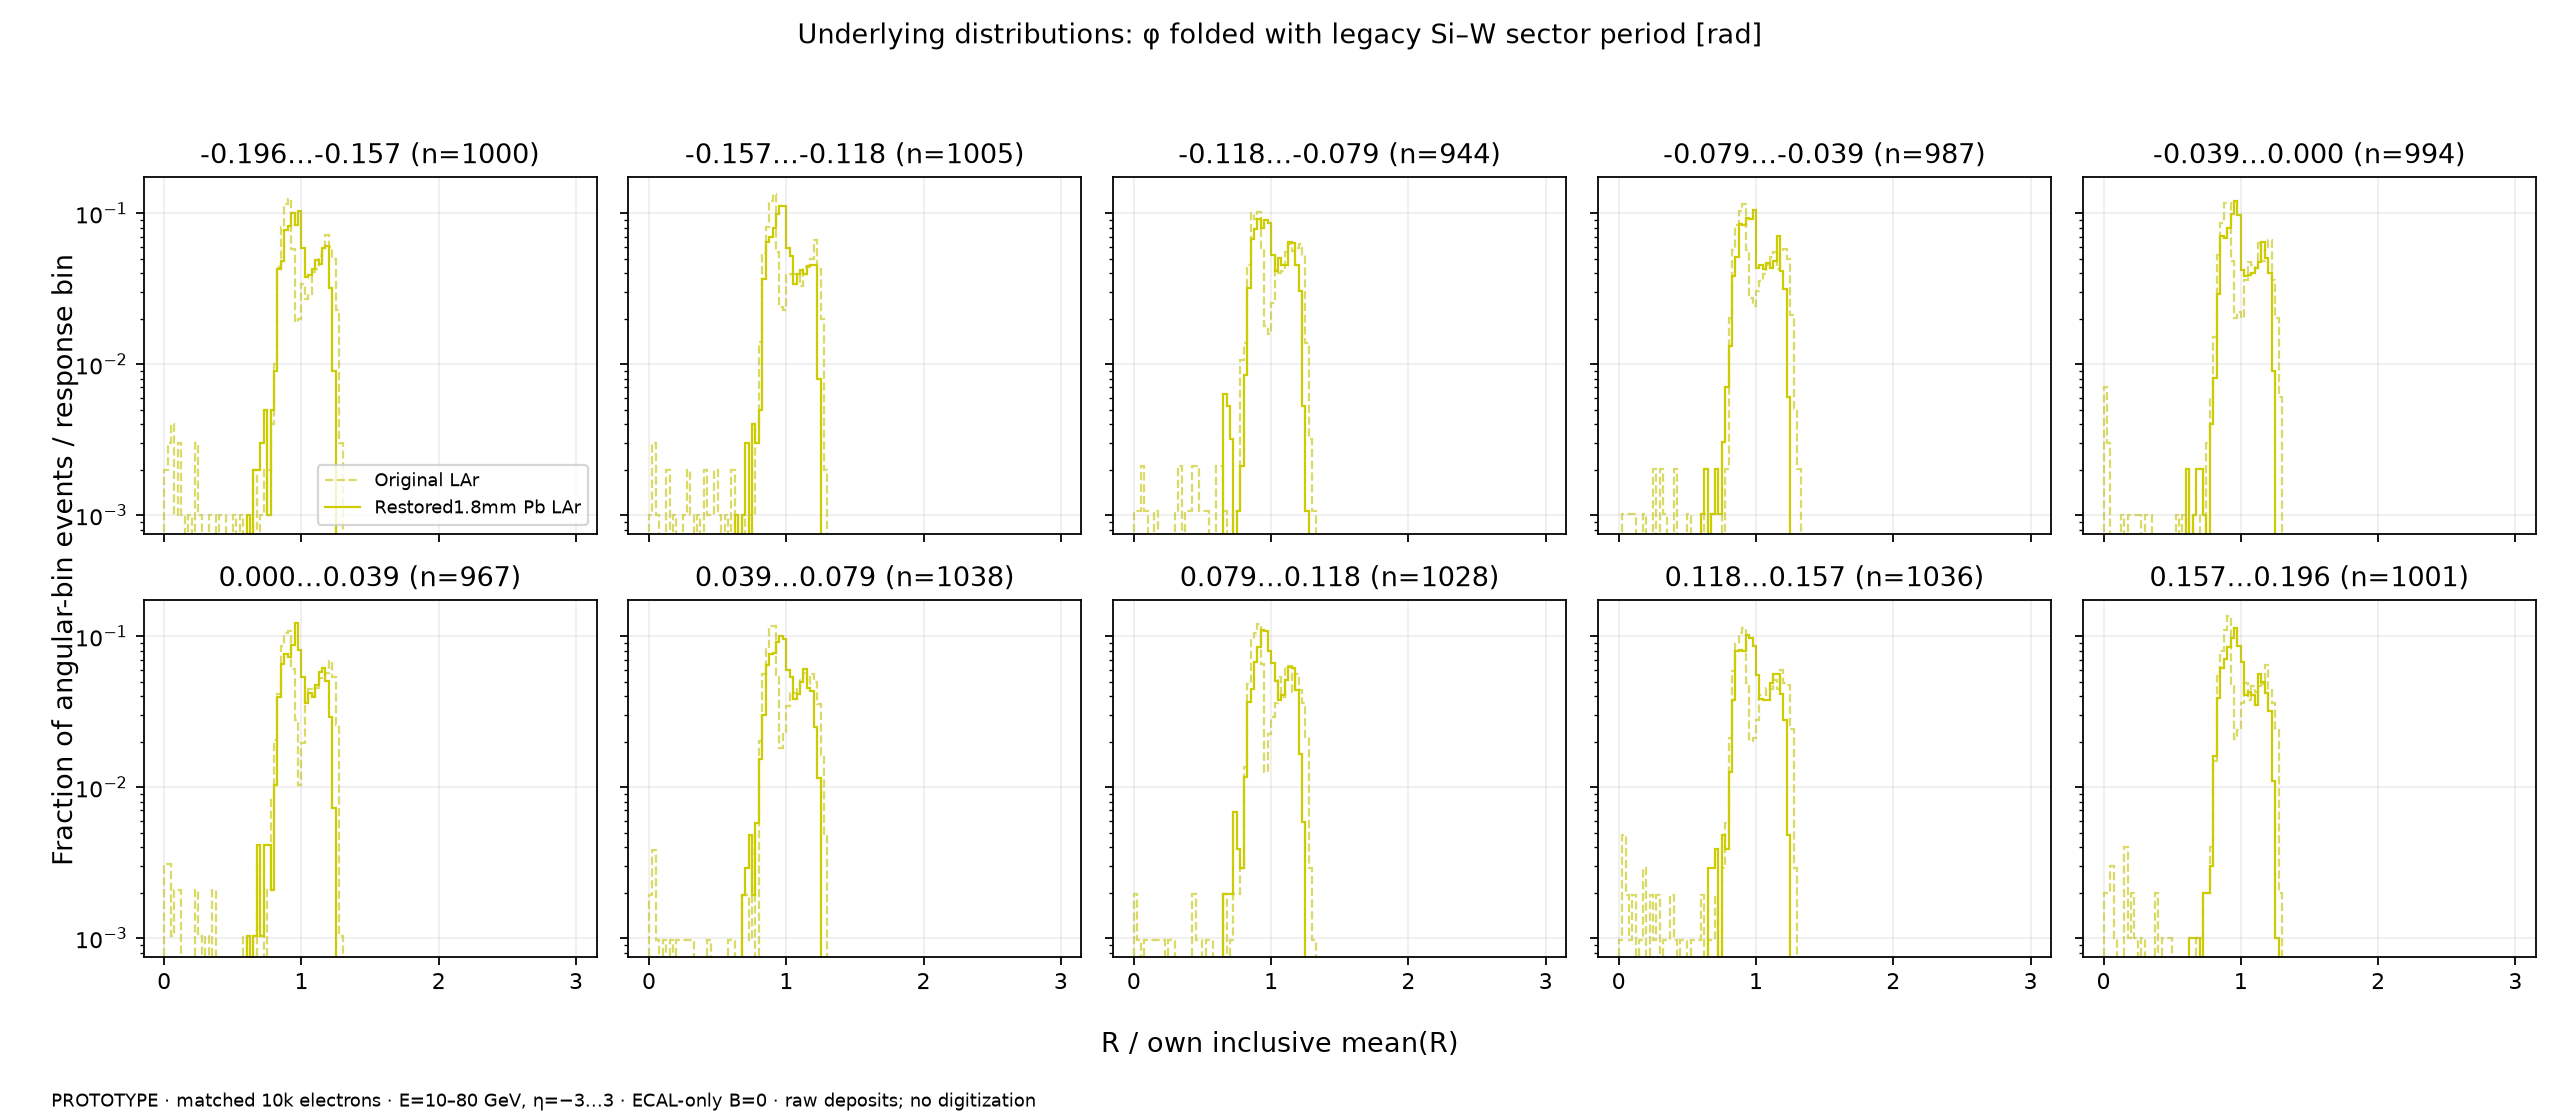 Underlying distributions: φ folded with legacy Si–W sector period [rad]
-0.196...-0.157 (n=1000)
-0.157...-0.118 (n=1005)
-0.118...-0.079 (n=944)
-0.079...-0.039 (n=987)
-0.039...0.000 (n=994)
Fraction of angular-bin events / response bin
10⁻¹
10⁻²
10⁻³
Original LAr
Restored1.8mm Pb LAr
0.000...0.039 (n=967)
0.039...0.079 (n=1038)
0.079...0.118 (n=1028)
0.118...0.157 (n=1036)
0.157...0.196 (n=1001)
10⁻¹
10⁻²
10⁻³
0 1 2 3
0 1 2 3
0 1 2 3
0 1 2 3
0 1 2 3
R / own inclusive mean(R)
PROTOTYPE · matched 10k electrons · E=10–80 GeV, η=−3...3 · ECAL-only B=0 · raw deposits; no digitization